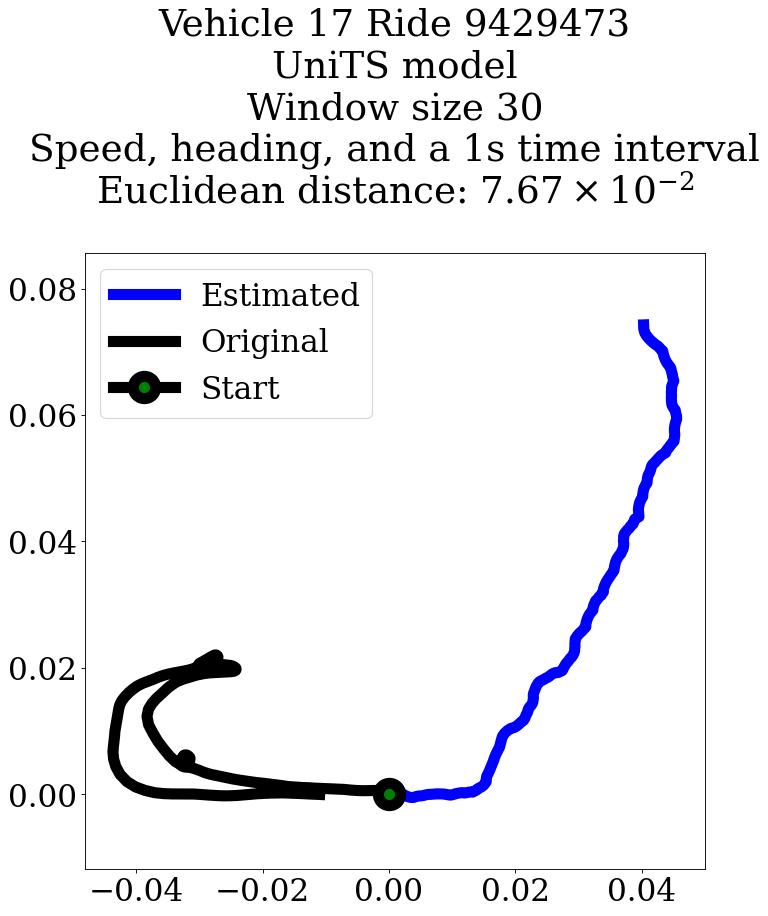 Vehicle 17 Ride 9429473
UniTS model
Window size 30
Speed, heading, and a 1s time interval
Euclidean distance: 7.67 × 10⁻²
0.08
Estimated
Original
Start
0.06
0.04
0.02
0.00
−0.04 −0.02 0.00 0.02 0.04